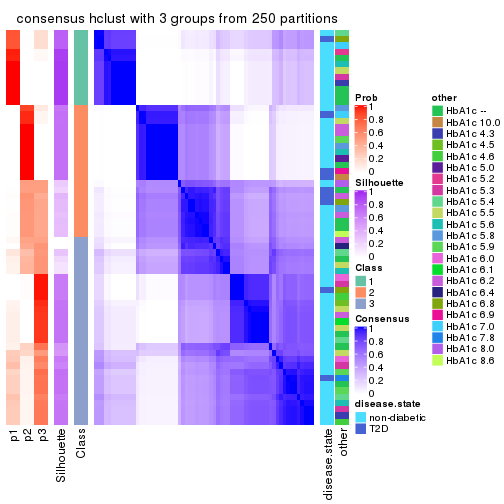 consensus hclust with 3 groups from 250 partitions
Prob
1
0.8
0.6
0.4
0.2
0
Silhouette
1
0.8
0.6
0.4
0.2
0
Class
1
2
3
Consensus
1
0.8
0.6
0.4
0.2
0
disease.state
non-diabetic
T2D
other
HbA1c --
HbA1c 10.0
HbA1c 4.3
HbA1c 4.5
HbA1c 4.6
HbA1c 5.0
HbA1c 5.2
HbA1c 5.3
HbA1c 5.4
HbA1c 5.5
HbA1c 5.6
HbA1c 5.8
HbA1c 5.9
HbA1c 6.0
HbA1c 6.1
HbA1c 6.2
HbA1c 6.4
HbA1c 6.8
HbA1c 6.9
HbA1c 7.0
HbA1c 7.8
HbA1c 8.0
HbA1c 8.6
p1
p2
p3
Silhouette
Class
disease.state
other